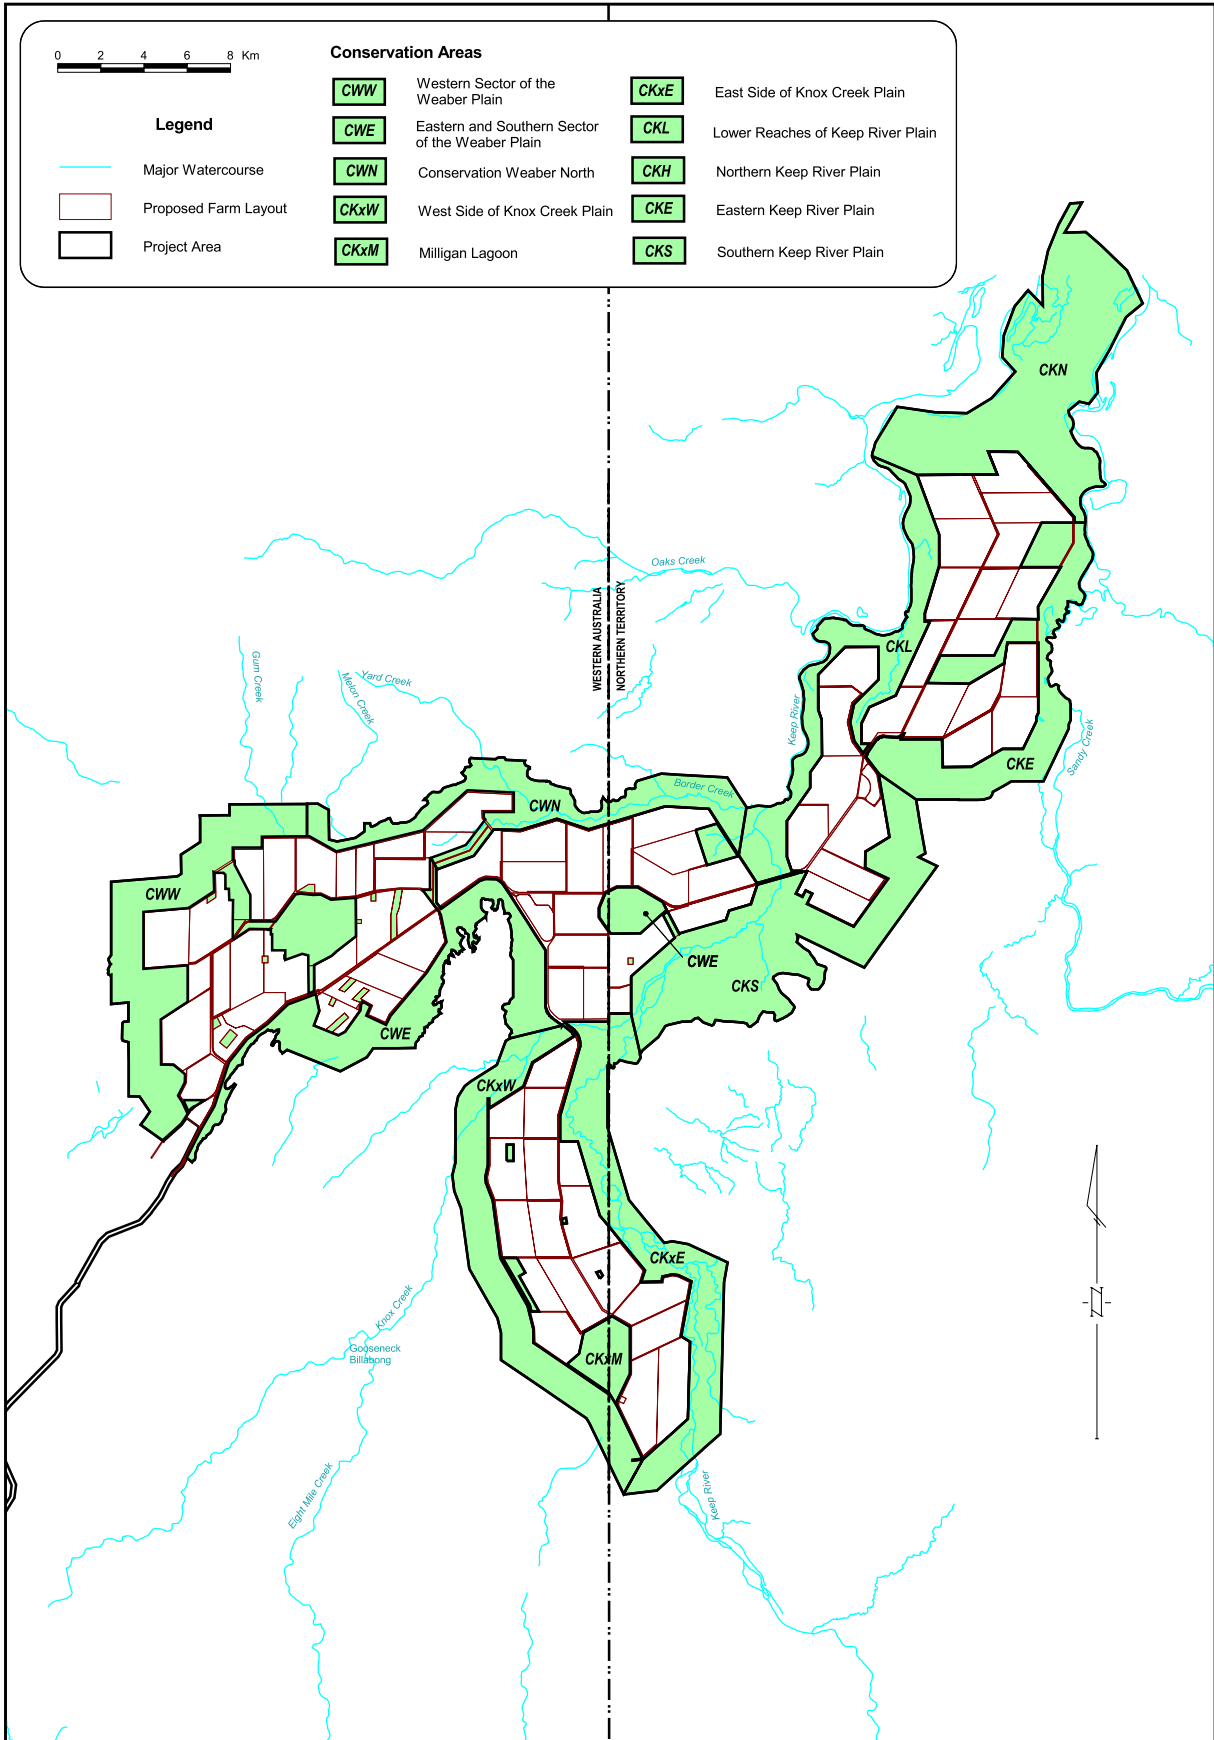 0 2 4 6 8 Km
Legend
Major Watercourse
Proposed Farm Layout
Project Area
Conservation Areas
CWW Western Sector of the
Weaber Plain
CWE Eastern and Southern Sector
of the Weaber Plain
CWN Conservation Weaber North
CKxW West Side of Knox Creek Plain
CKxM Milligan Lagoon
CKxE East Side of Knox Creek Plain
CKL Lower Reaches of Keep River Plain
CKH Northern Keep River Plain
CKE Eastern Keep River Plain
CKS Southern Keep River Plain
CKN
Oaks Creek
WESTERN AUSTRALIA
NORTHERN TERRITORY
Gum Creek
Melon Creek
Yard Creek
CKL
Keep River
Sandy Creek
CKE
Border Creek
CWN
CWW
CWE
CKS
CWE
CKxW
CKxE
Knox Creek
Gooseneck
Billabong
CKxM
Eight Mile Creek
Keep River
N